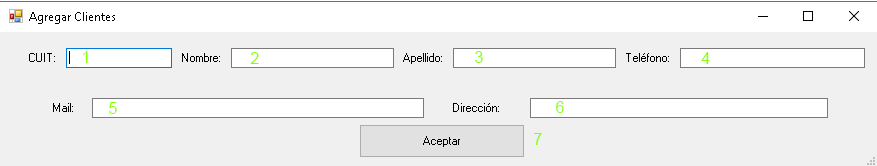 Agregar Clientes
CUIT: 1 Nombre: 2 Apellido: 3 Teléfono: 4
Mail: 5 Dirección: 6
Aceptar 7